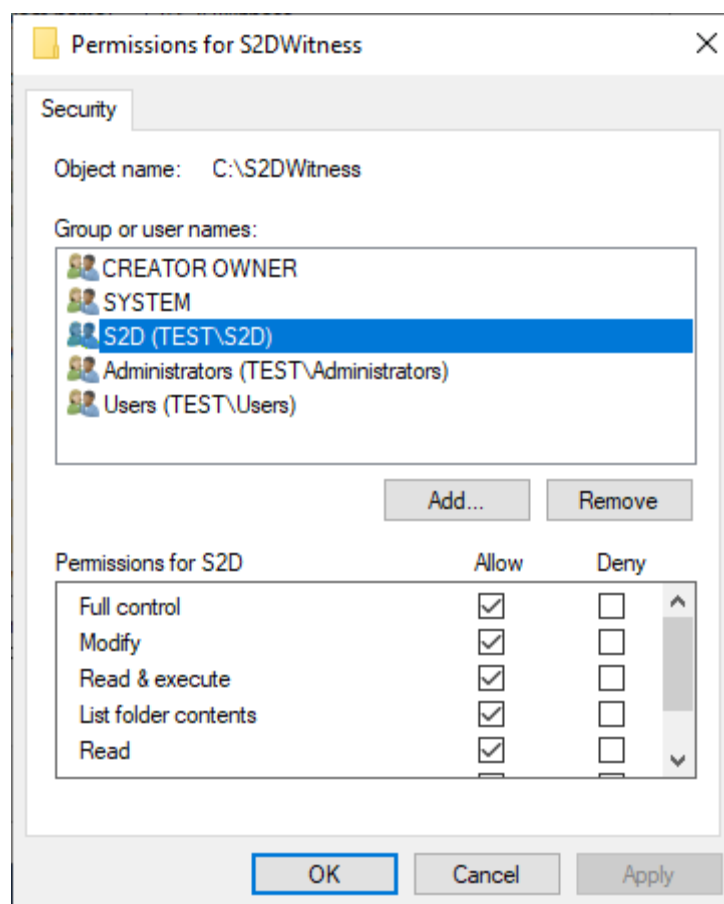 Permissions for S2DWitness
Security
Object name: C:\S2DWitness
Group or user names:
CREATOR OWNER
SYSTEM
S2D (TEST\S2D)
Administrators (TEST\Administrators)
Users (TEST\Users)
Add... Remove
Permissions for S2D Allow Deny
Full control
Modify
Read & execute
List folder contents
Read
OK Cancel Apply